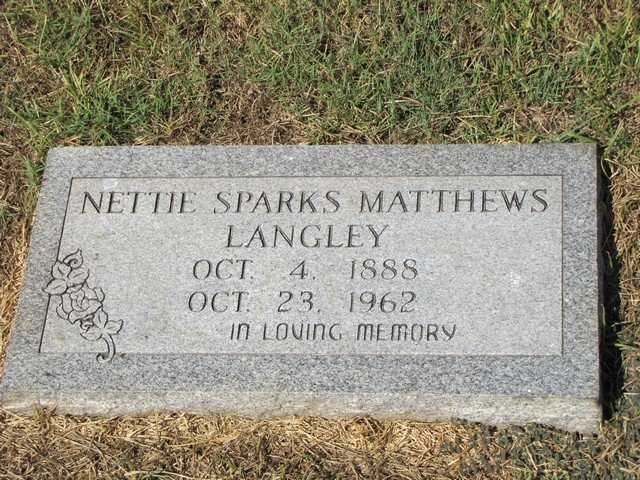 NETTIE SPARKS MATTHEWS
LANGLEY
OCT. 4, 1888
OCT. 23, 1962
IN LOVING MEMORY